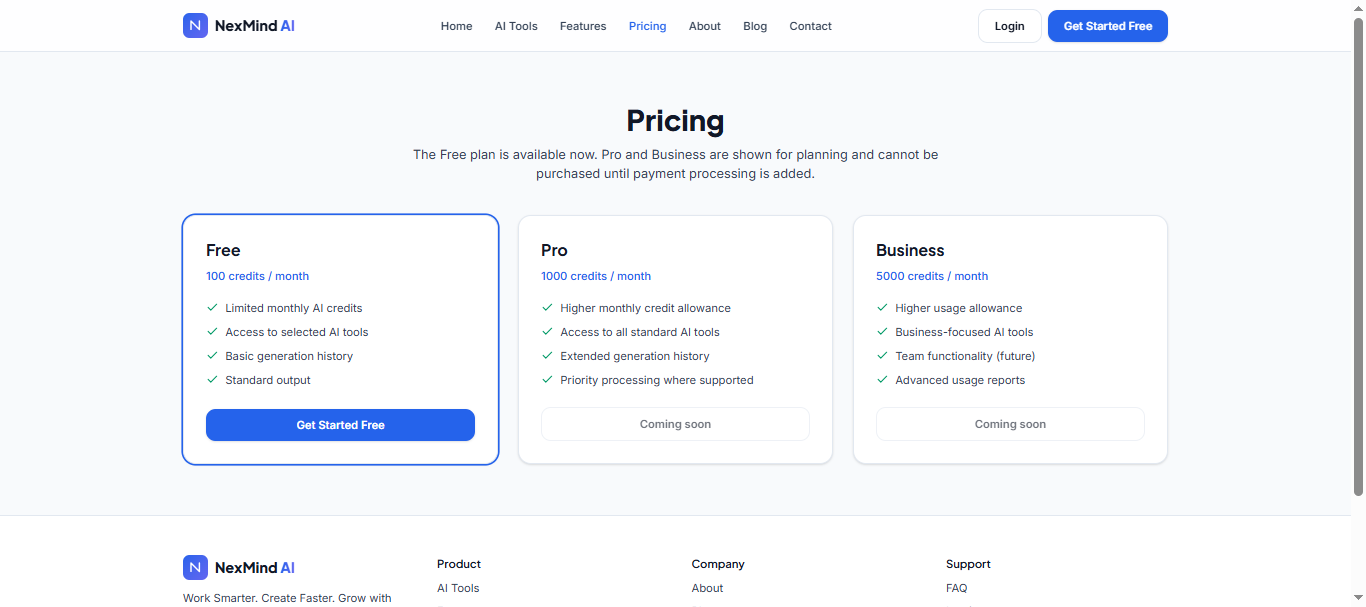 N NexMind AI
Home AI Tools Features Pricing About Blog Contact
Login Get Started Free
Pricing
The Free plan is available now. Pro and Business are shown for planning and cannot be
purchased until payment processing is added.
Free
100 credits / month
Limited monthly AI credits
Access to selected AI tools
Basic generation history
Standard output
Get Started Free
Pro
1000 credits / month
Higher monthly credit allowance
Access to all standard AI tools
Extended generation history
Priority processing where supported
Coming soon
Business
5000 credits / month
Higher usage allowance
Business-focused AI tools
Team functionality (future)
Advanced usage reports
Coming soon
N NexMind AI
Work Smarter. Create Faster. Grow with
Product
AI Tools
Company
About
Support
FAQ